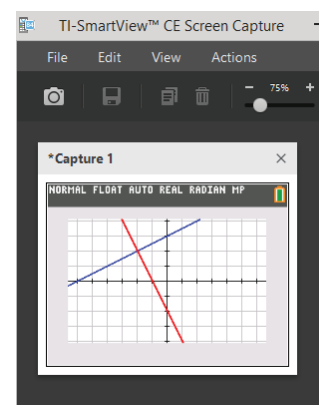 TI-SmartView™ CE Screen Capture
File Edit View Actions
75%
*Capture 1
NORMAL FLOAT AUTO REAL RADIAN MP